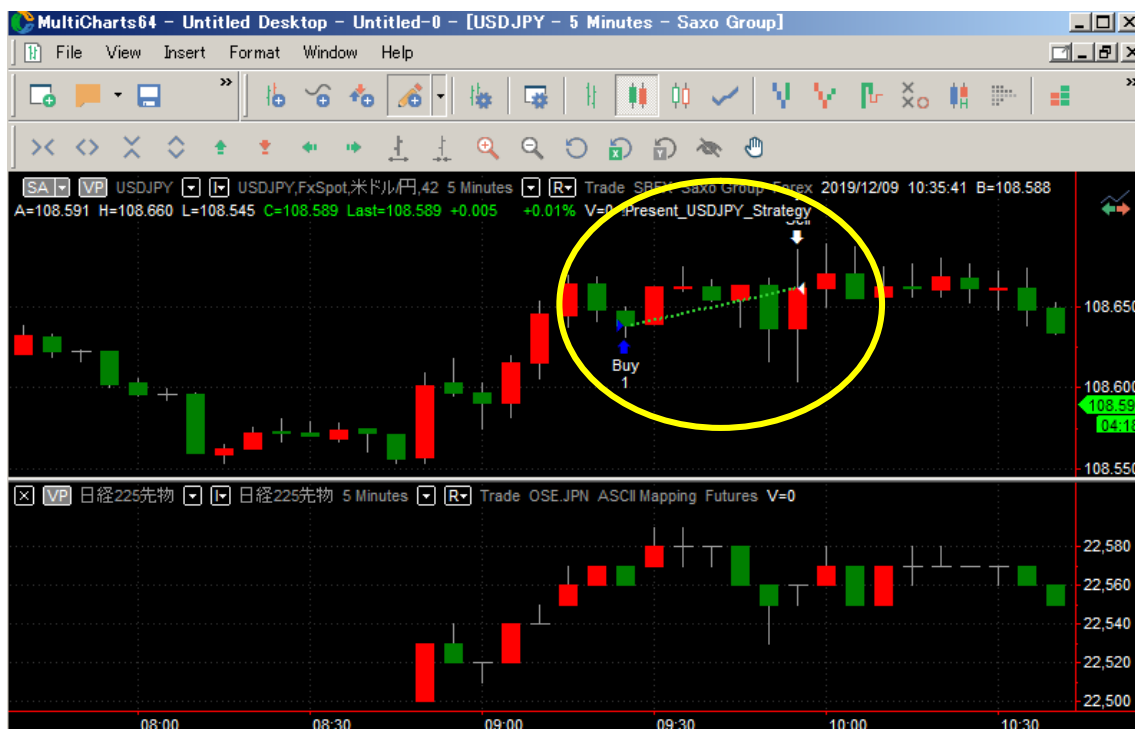 MultiCharts64 - Untitled Desktop - Untitled-0 - [USDJPY - 5 Minutes - Saxo Group]
File View Insert Format Window Help
SA VP USDJPY I USDJPY,FxSpot,米ドル/円,42 5 Minutes R Trade SBFX Saxo Group Forex 2019/12/09 10:35:41 B=108.588
A=108.591 H=108.660 L=108.545 C=108.589 Last=108.589 +0.005 +0.01% V=0 !Present_USDJPY_Strategy
Sell
108.650
Buy
1
108.600
108.59
04:18
108.550
VP 日経225先物 I 日経225先物 5 Minutes R Trade OSE.JPN ASCII Mapping Futures V=0
22,580
22,560
22,540
22,520
22,500
08:00 08:30 09:00 09:30 10:00 10:30